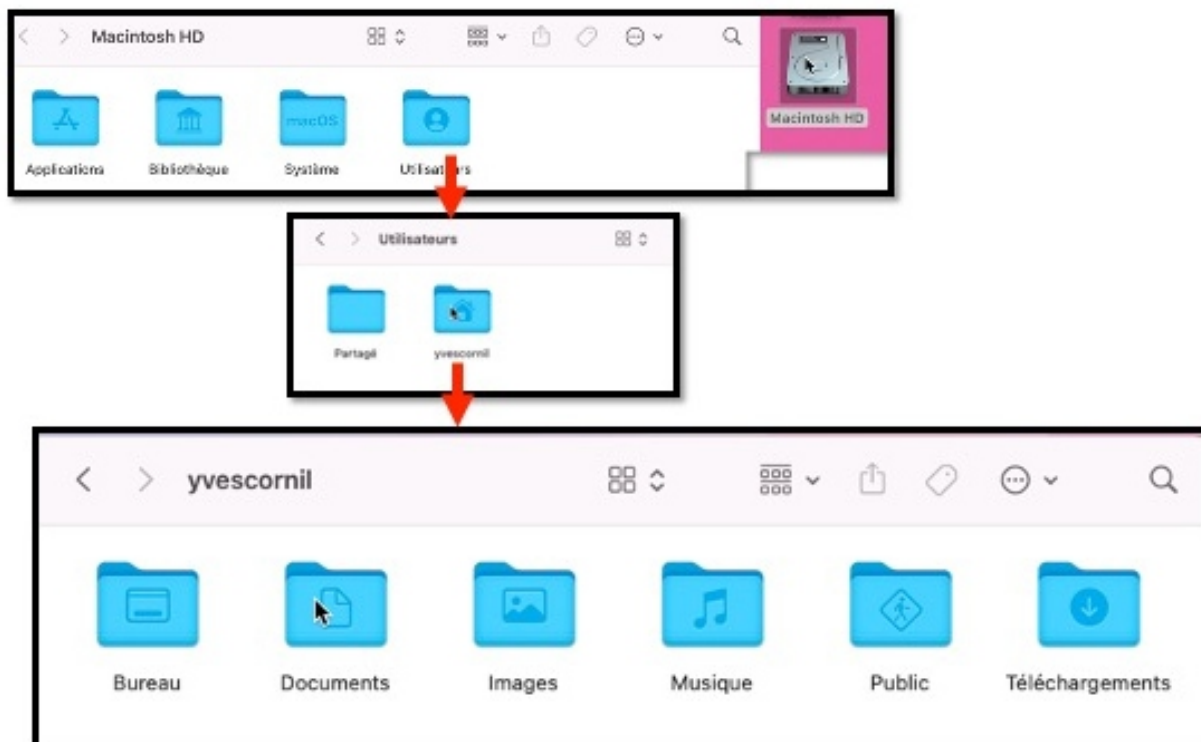 Macintosh HD
Macintosh HD
macOS
Applications Bibliothèque Système Utilisateurs
Utilisateurs
Partagé yvescornil
yvescornil
Bureau Documents Images Musique Public Téléchargements